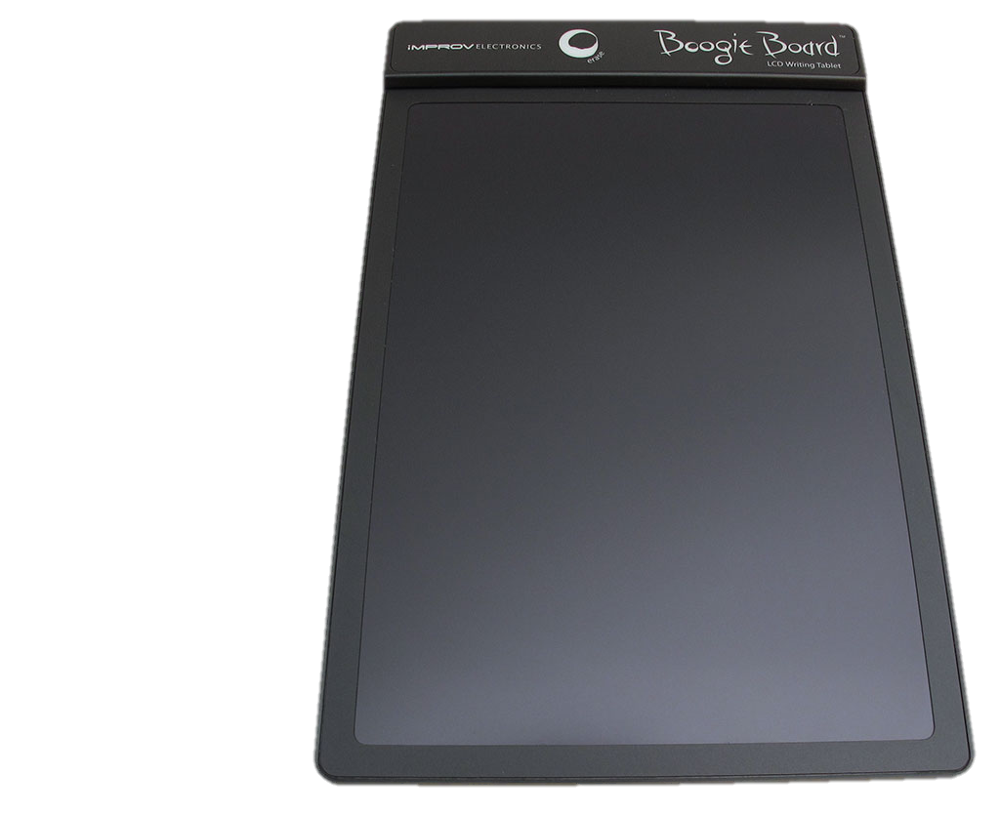 iMPROV ELECTRONICS
erase
Boogie Board™
LCD Writing Tablet